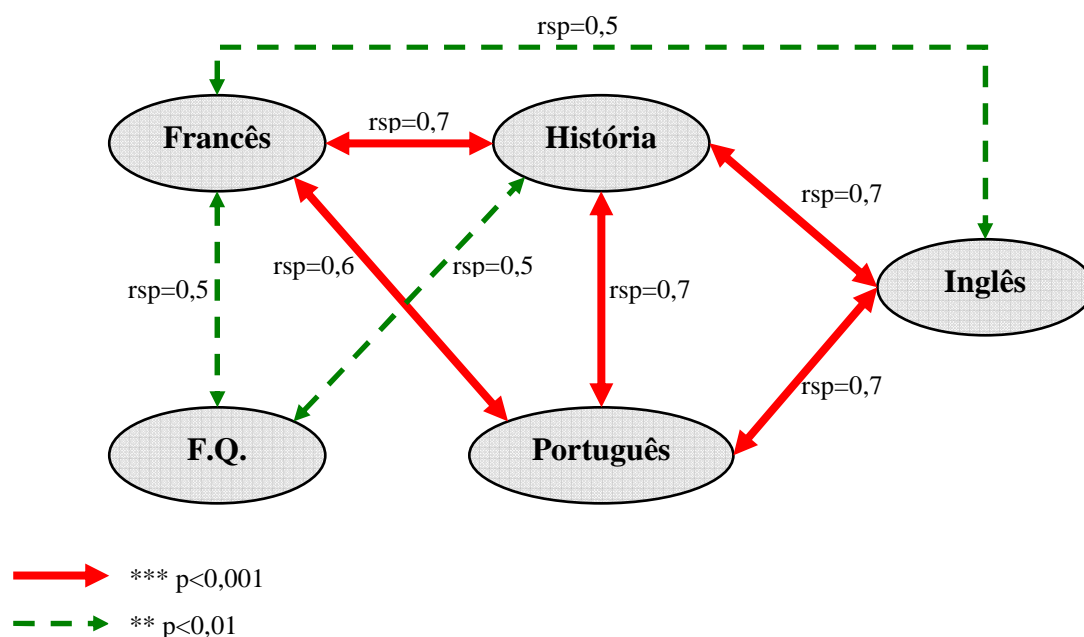 rsp=0,5
Francês
rsp=0,7
História
rsp=0,7
rsp=0,5
rsp=0,6
rsp=0,5
rsp=0,7
Inglês
rsp=0,7
F.Q.
Português
*** p<0,001
** p<0,01